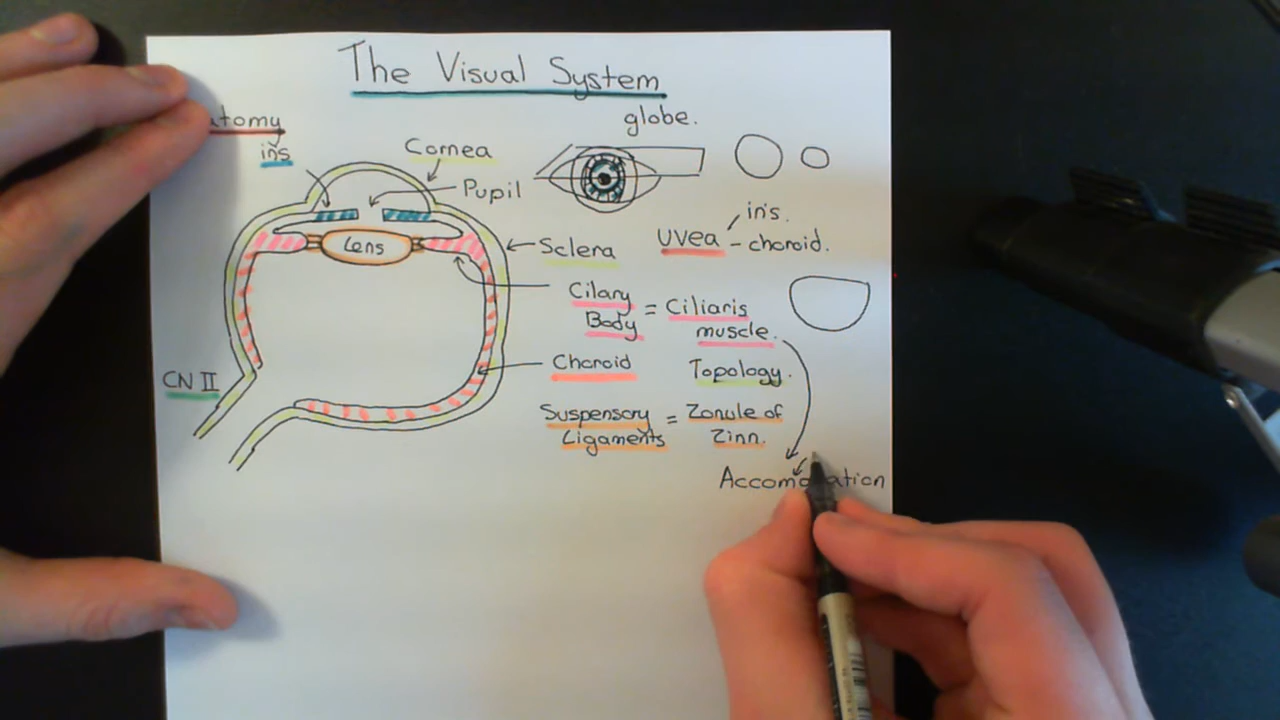 The Visual System
globe.
atomy
iris
Cornea
Pupil
iris.
Uvea - choroid.
Lens
Sclera
Cilary
Body = Ciliaris
muscle.
CN II
Choroid
Topology.
Suspensory
Ligaments = Zonule of
Zinn.